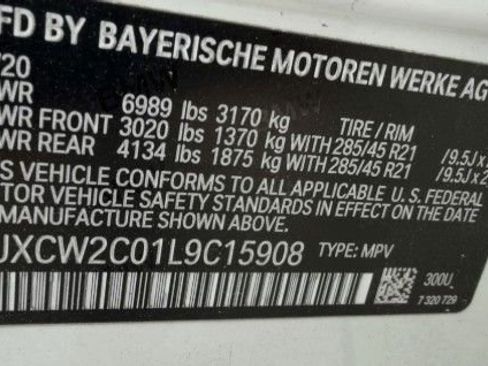 FD BY BAYERISCHE MOTOREN WERKE AG
/20
WR 6989 lbs 3170 kg TIRE / RIM
WR FRONT 3020 lbs 1370 kg WITH 285/45 R21 /9.5Jx
WR REAR 4134 lbs 1875 kg WITH 285/45 R21 /9.5Jx2
S VEHICLE CONFORMS TO ALL APPLICABLE U. S. FEDERAL
TOR VEHICLE SAFETY STANDARDS IN EFFECT ON THE DATE
MANUFACTURE SHOWN ABOVE.
UXCW2C01L9C15908 TYPE: MPV
300U
7 320 729